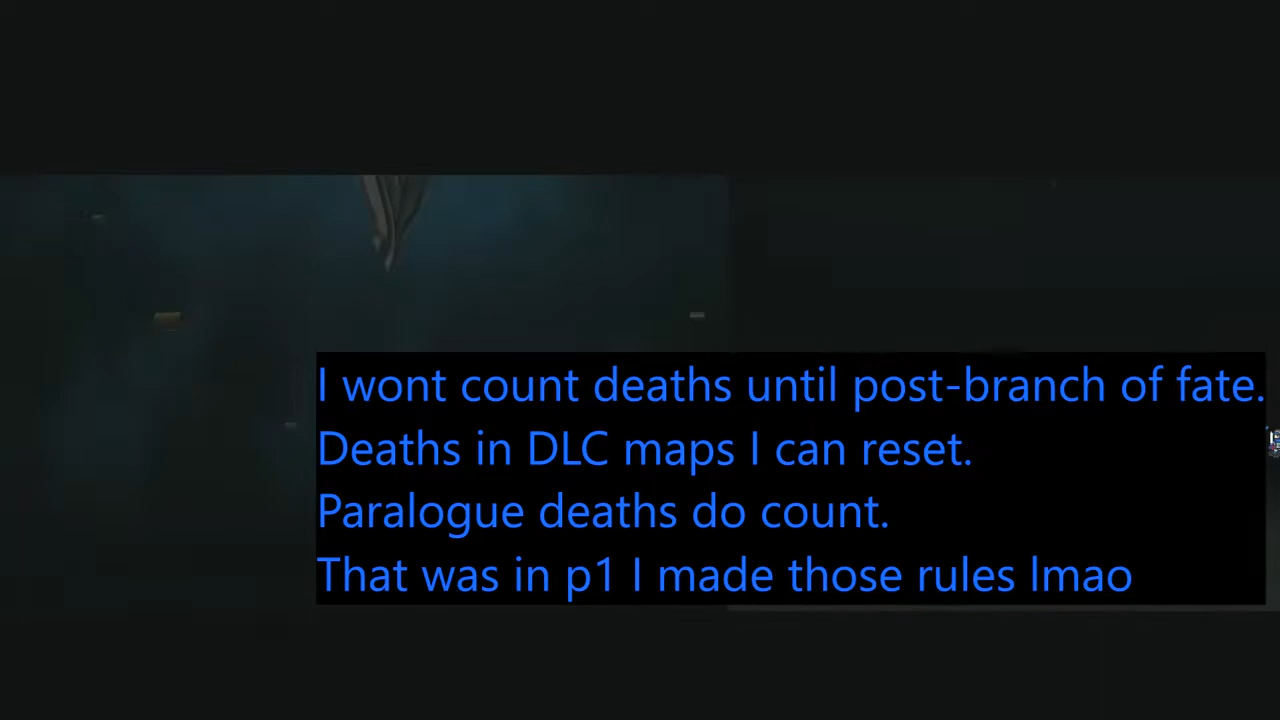 I wont count deaths until post-branch of fate.
Deaths in DLC maps I can reset.
Paralogue deaths do count.
That was in p1 I made those rules lmao